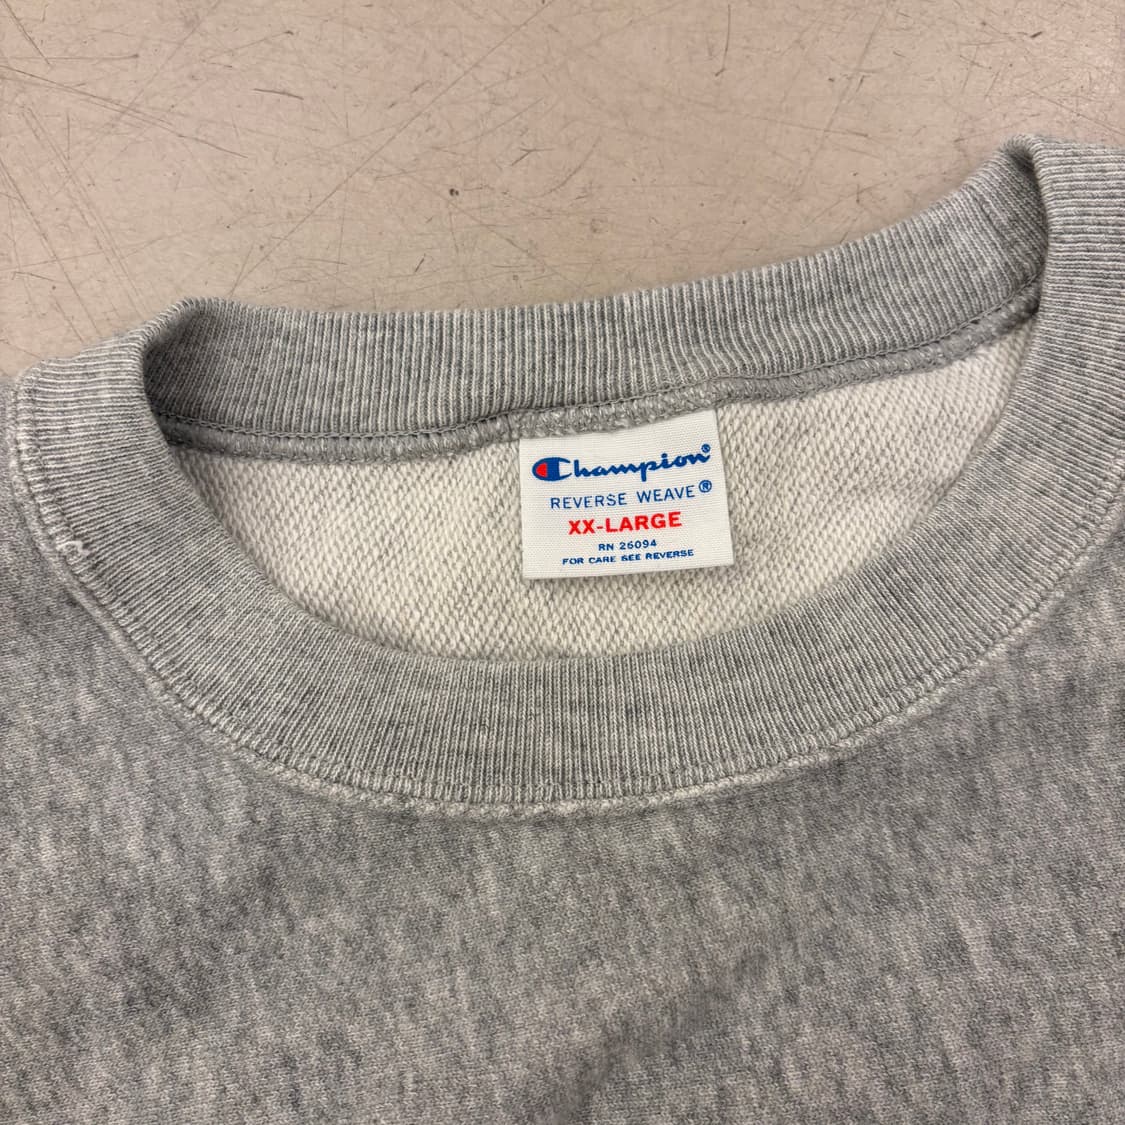 Champion®
REVERSE WEAVE®
XX-LARGE
RN 26094
FOR CARE SEE REVERSE